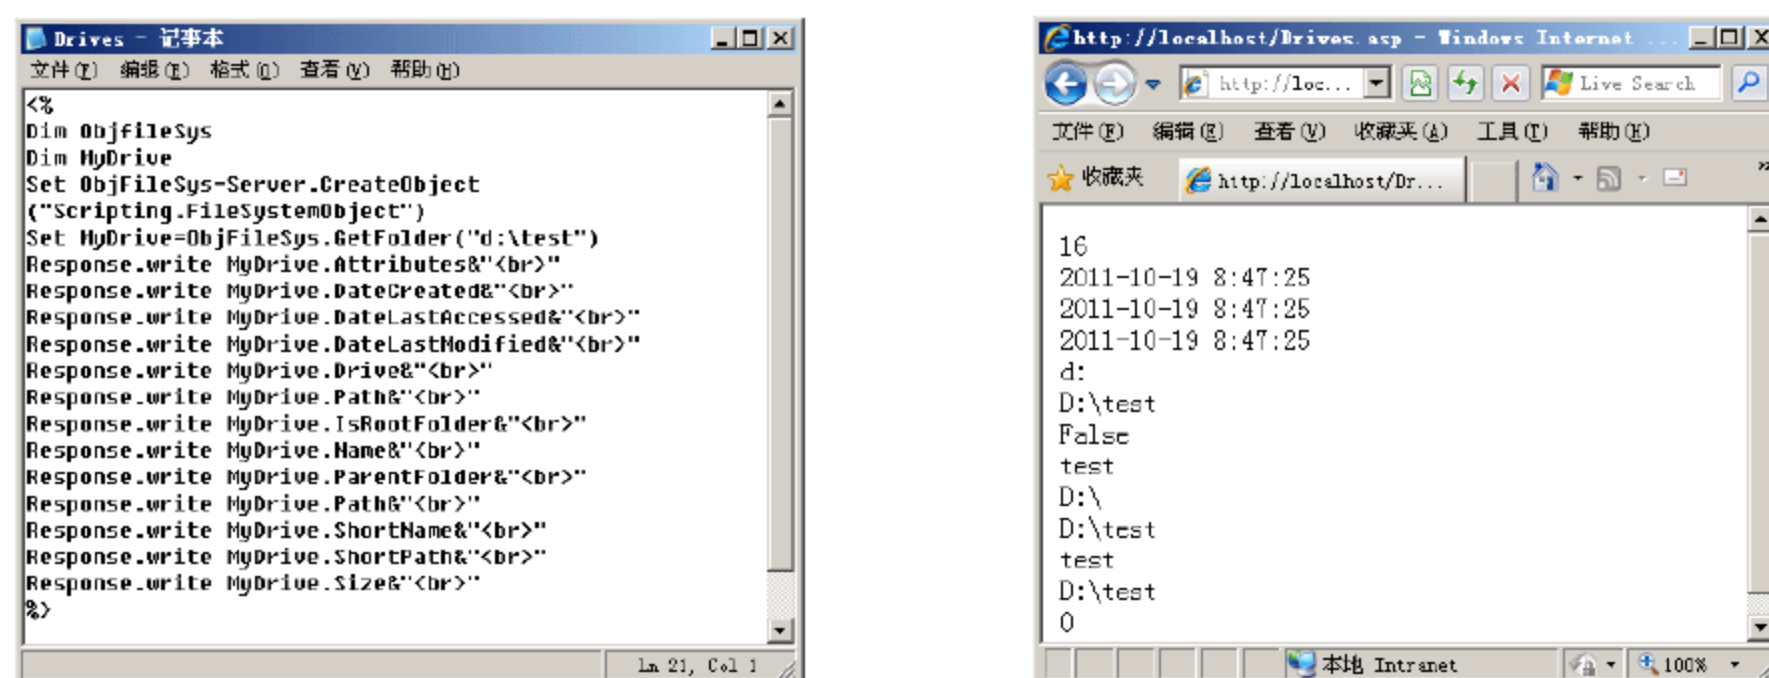 Drives - 记事本
文件(F) 编辑(E) 格式(O) 查看(V) 帮助(H)
<%
Dim ObjfileSys
Dim MyDrive
Set ObjFileSys-Server.CreateObject
("Scripting.FileSystemObject")
Set MyDrive=ObjFileSys.GetFolder("d:\test")
Response.write MyDrive.Attributes&"<br>"
Response.write MyDrive.DateCreated&"<br>"
Response.write MyDrive.DateLastAccessed&"<br>"
Response.write MyDrive.DateLastModified&"<br>"
Response.write MyDrive.Drive&"<br>"
Response.write MyDrive.Path&"<br>"
Response.write MyDrive.IsRootFolder&"<br>"
Response.write MyDrive.Name&"<br>"
Response.write MyDrive.ParentFolder&"<br>"
Response.write MyDrive.Path&"<br>"
Response.write MyDrive.ShortName&"<br>"
Response.write MyDrive.ShortPath&"<br>"
Response.write MyDrive.Size&"<br>"
%>
Ln 21, Col 1
http://localhost/Drives.asp - Windows Internet ...
http://loc... Live Search
文件(F) 编辑(E) 查看(V) 收藏夹(A) 工具(T) 帮助(H)
收藏夹 http://localhost/Dr... »
16
2011-10-19 8:47:25
2011-10-19 8:47:25
2011-10-19 8:47:25
d:
D:\test
False
test
D:\
D:\test
test
D:\test
0
本地 Intranet 100%